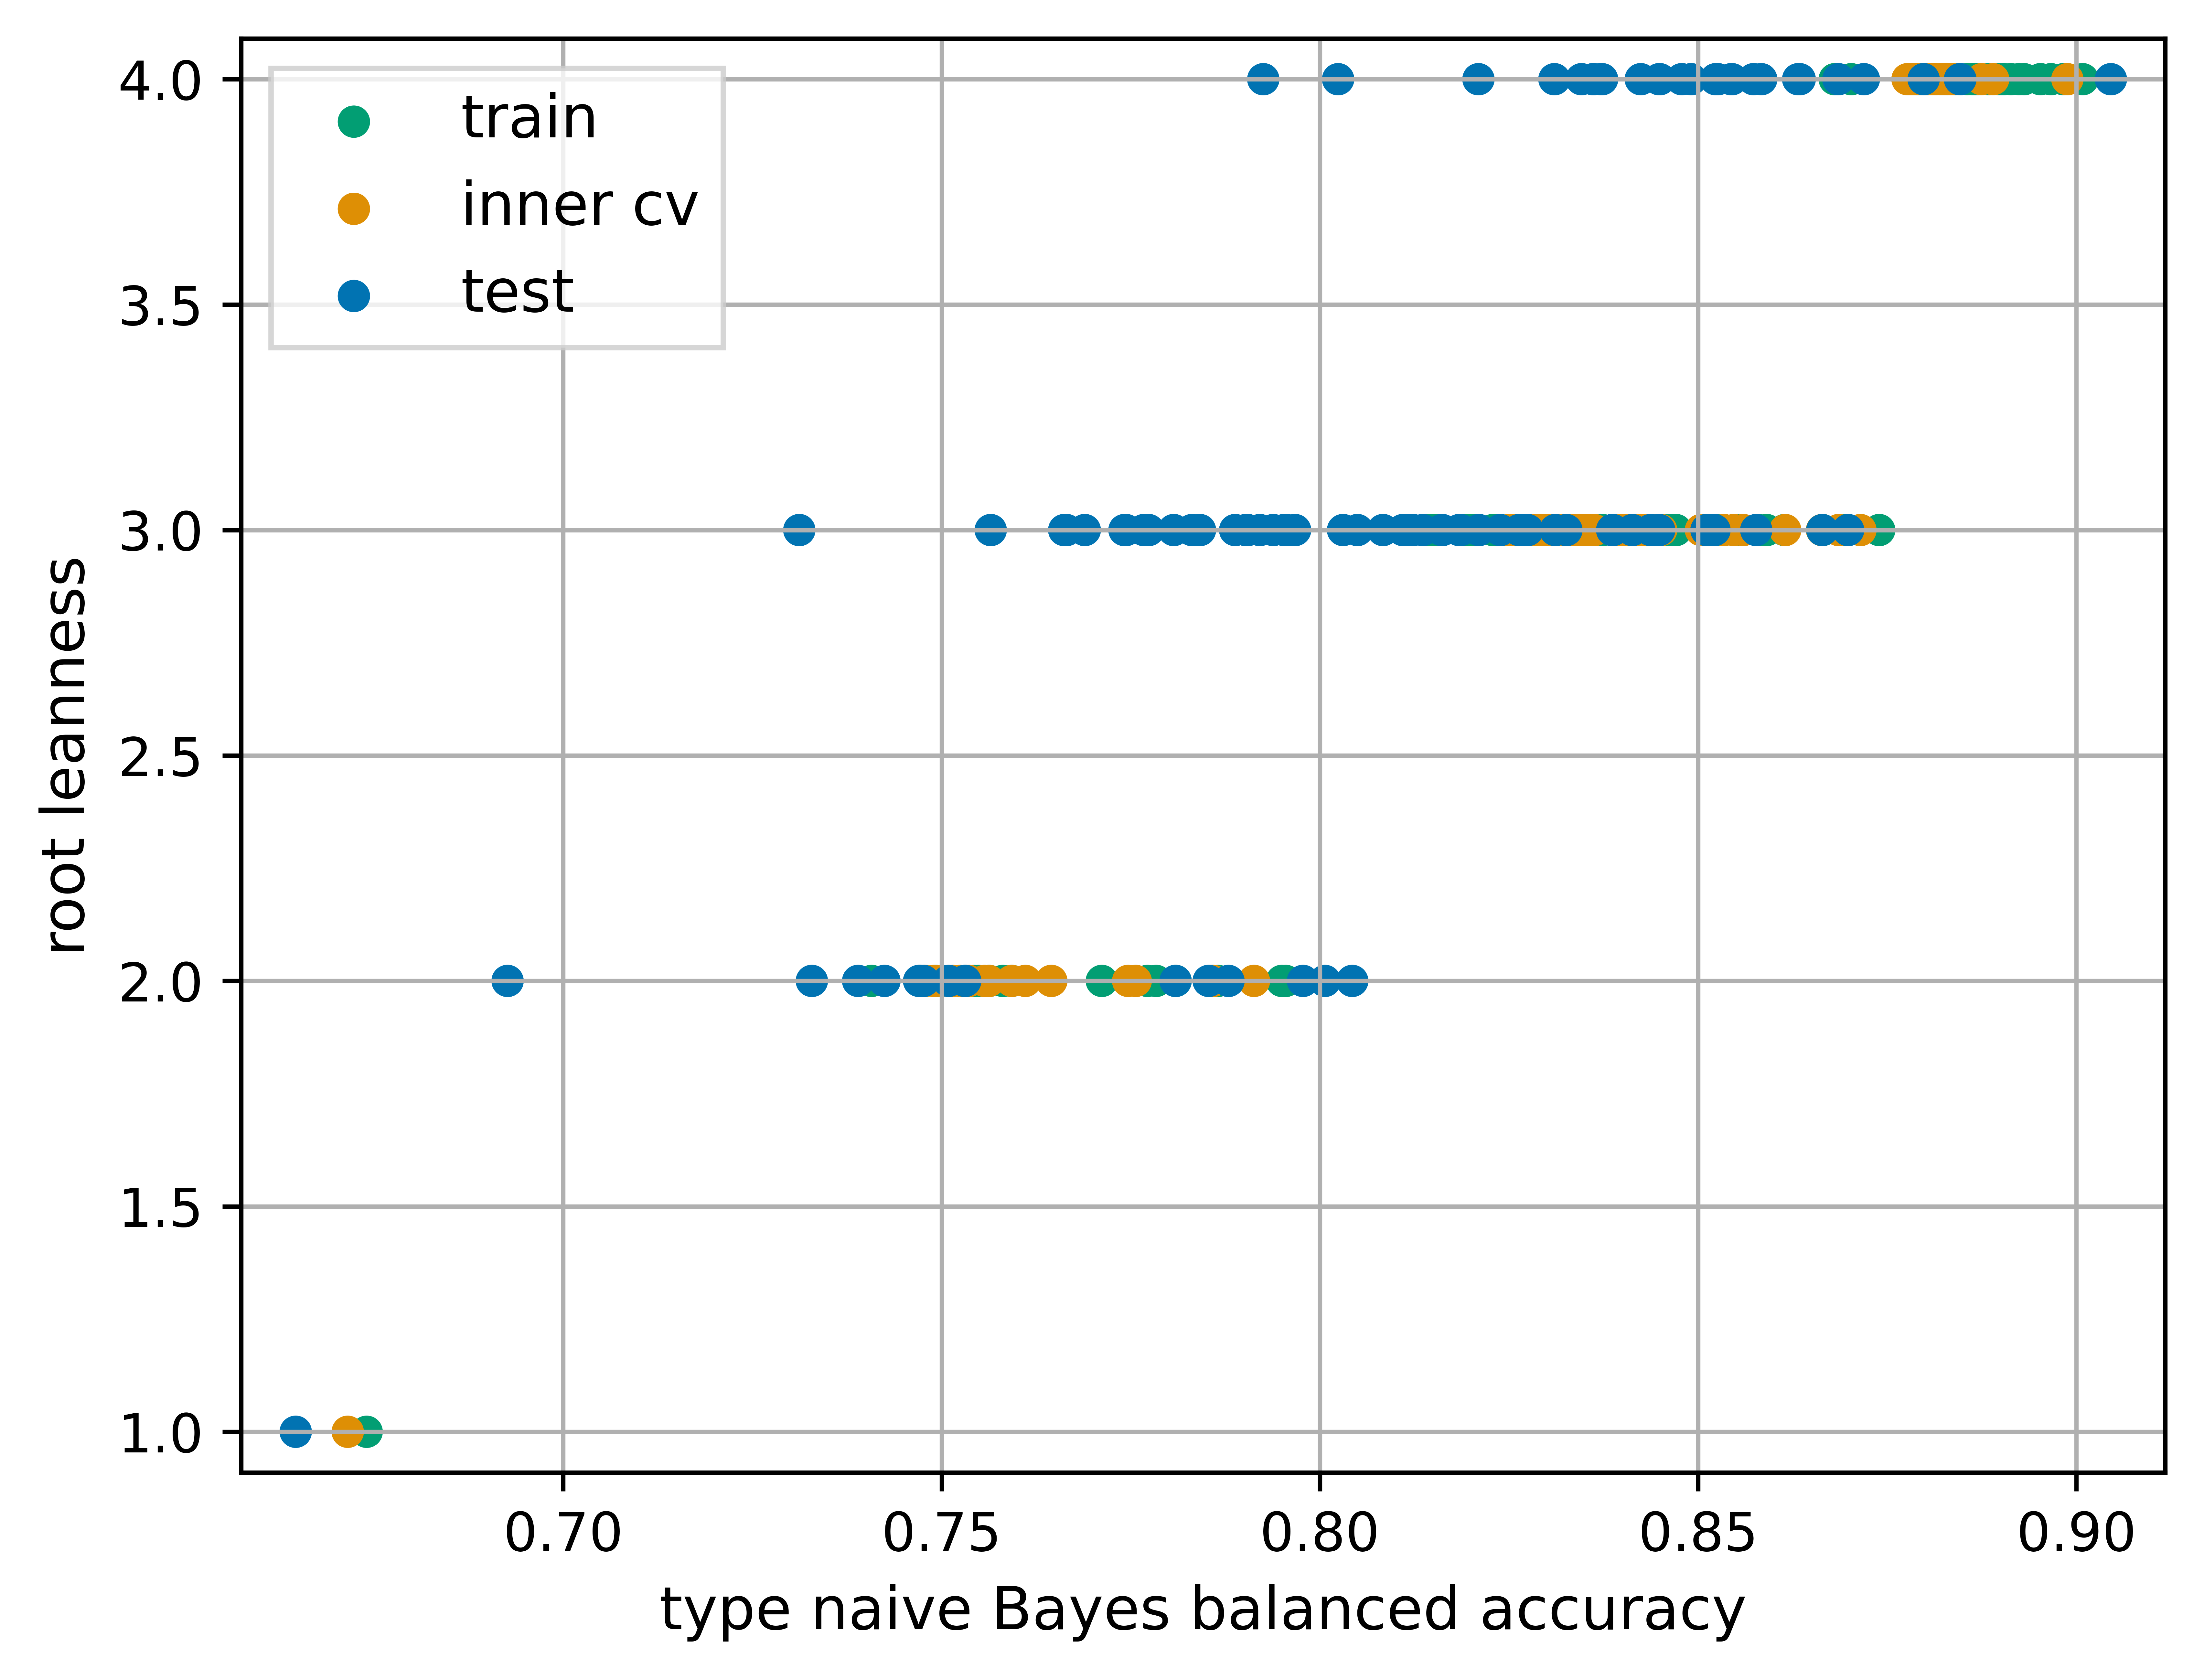 train
inner cv
test
4.0
3.5
3.0
2.5
2.0
1.5
1.0
root leanness
0.70 0.75 0.80 0.85 0.90
type naive Bayes balanced accuracy